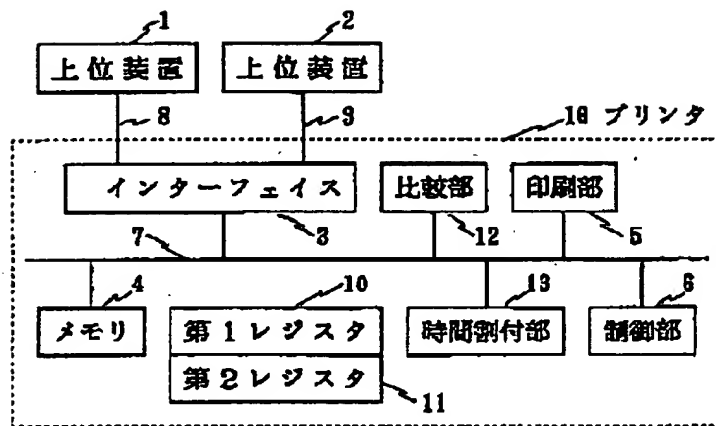 1
2
上位装置
上位装置
8
9
16 プリンタ
インターフェイス
比較部
印刷部
3
12
5
7
4
10
13
6
メモリ
第1レジスタ
時間割付部
制御部
第2レジスタ
11